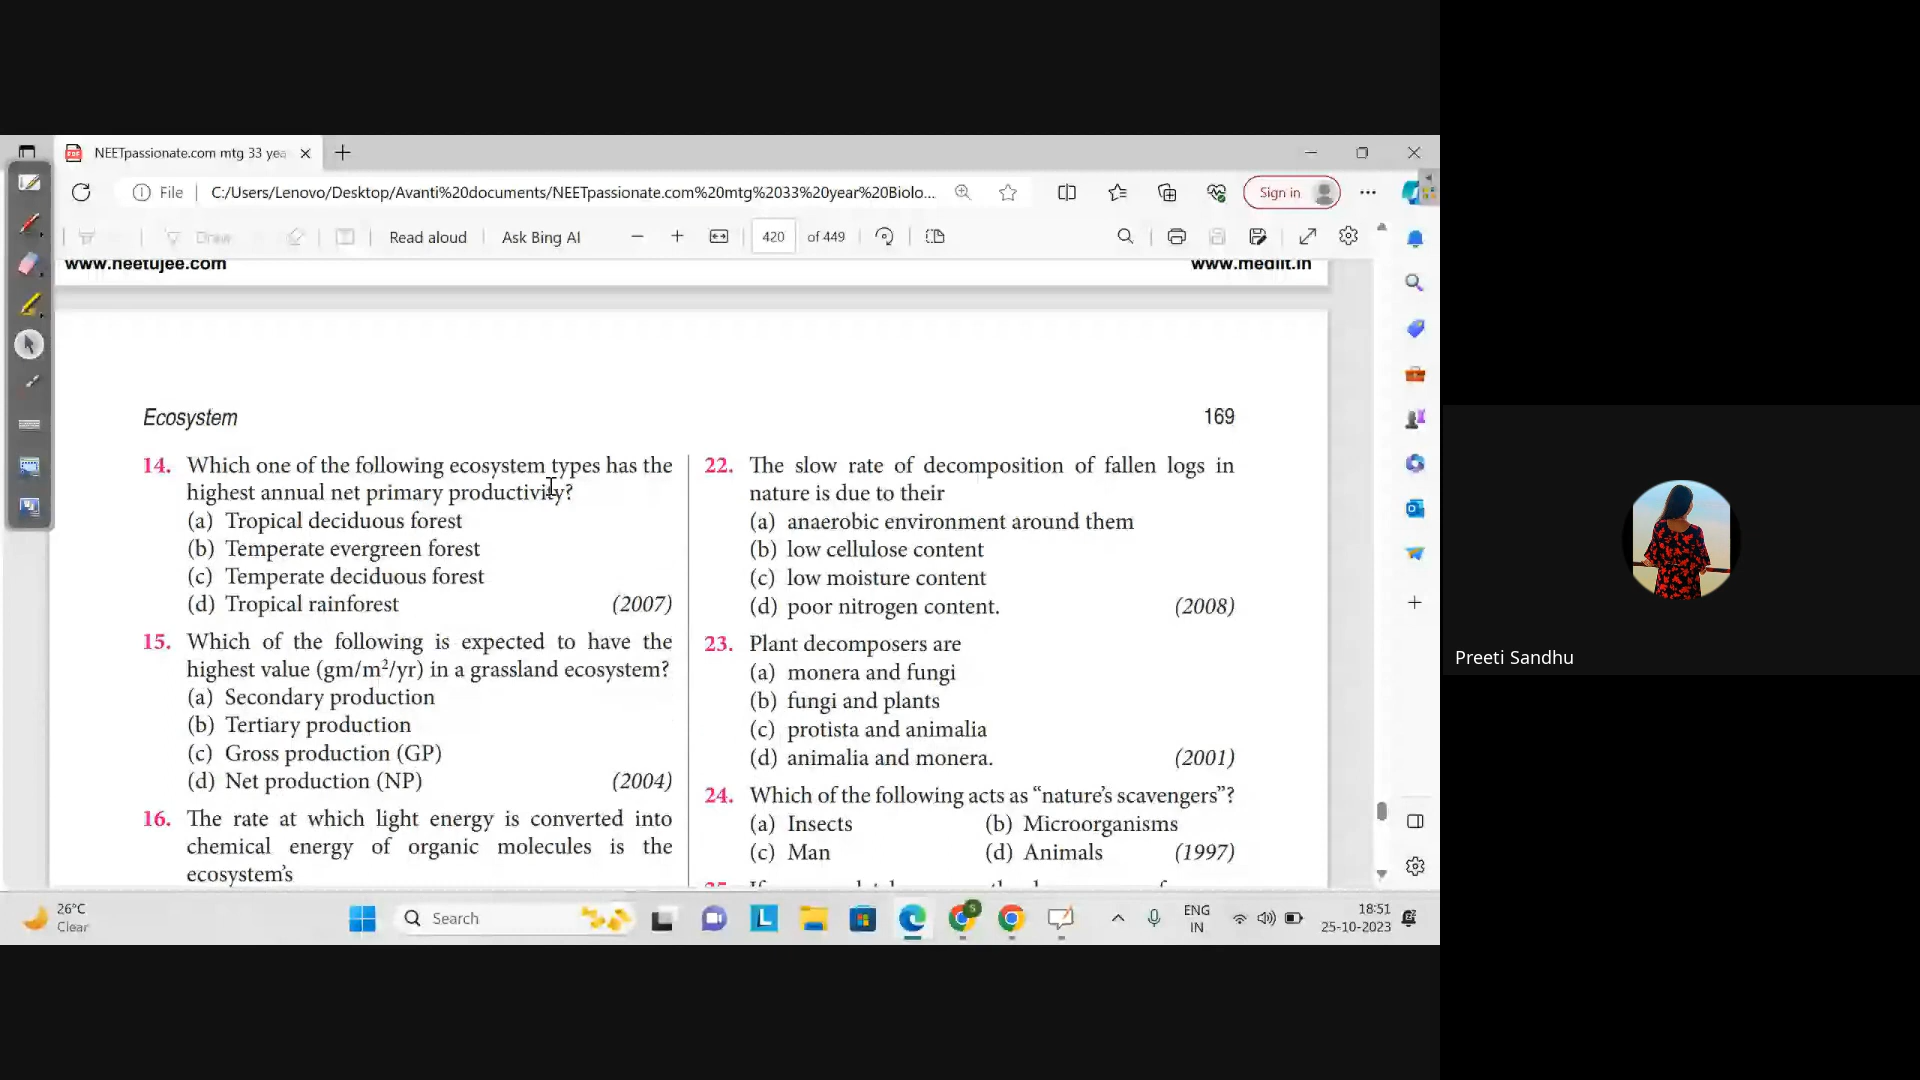 NEETpassionate.com mtg 33 yea
File
C:/Users/Lenovo/Desktop/Avanti%20documents/NEETpassionate.com%20mtg%2033%20year%20Biolo...
Sign in
Draw
Read aloud
Ask Bing AI
420
of 449
www.neetujee.com
www.medlit.in
Ecosystem
169
14. Which one of the following ecosystem types has the
highest annual net primary productivity?
(a) Tropical deciduous forest
(b) Temperate evergreen forest
(c) Temperate deciduous forest
(d) Tropical rainforest (2007)
15. Which of the following is expected to have the
highest value (gm/m²/yr) in a grassland ecosystem?
(a) Secondary production
(b) Tertiary production
(c) Gross production (GP)
(d) Net production (NP) (2004)
16. The rate at which light energy is converted into
chemical energy of organic molecules is the
ecosystem's
22. The slow rate of decomposition of fallen logs in
nature is due to their
(a) anaerobic environment around them
(b) low cellulose content
(c) low moisture content
(d) poor nitrogen content. (2008)
23. Plant decomposers are
(a) monera and fungi
(b) fungi and plants
(c) protista and animalia
(d) animalia and monera. (2001)
24. Which of the following acts as “nature’s scavengers”?
(a) Insects (b) Microorganisms
(c) Man (d) Animals (1997)
Preeti Sandhu
26°C
Clear
Search
ENG
IN
18:51
25-10-2023